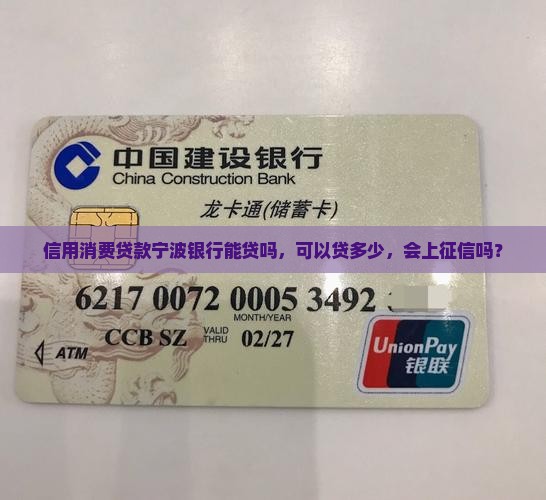 中国建设银行
China Construction Bank
龙卡通(储蓄卡)
信用消费贷款宁波银行能贷吗，可以贷多少，会上征信吗？
6217 0072 0005 3492
MONTH/YEAR
CCB SZ VALID THRU 02/27
ATM
UnionPay
银联